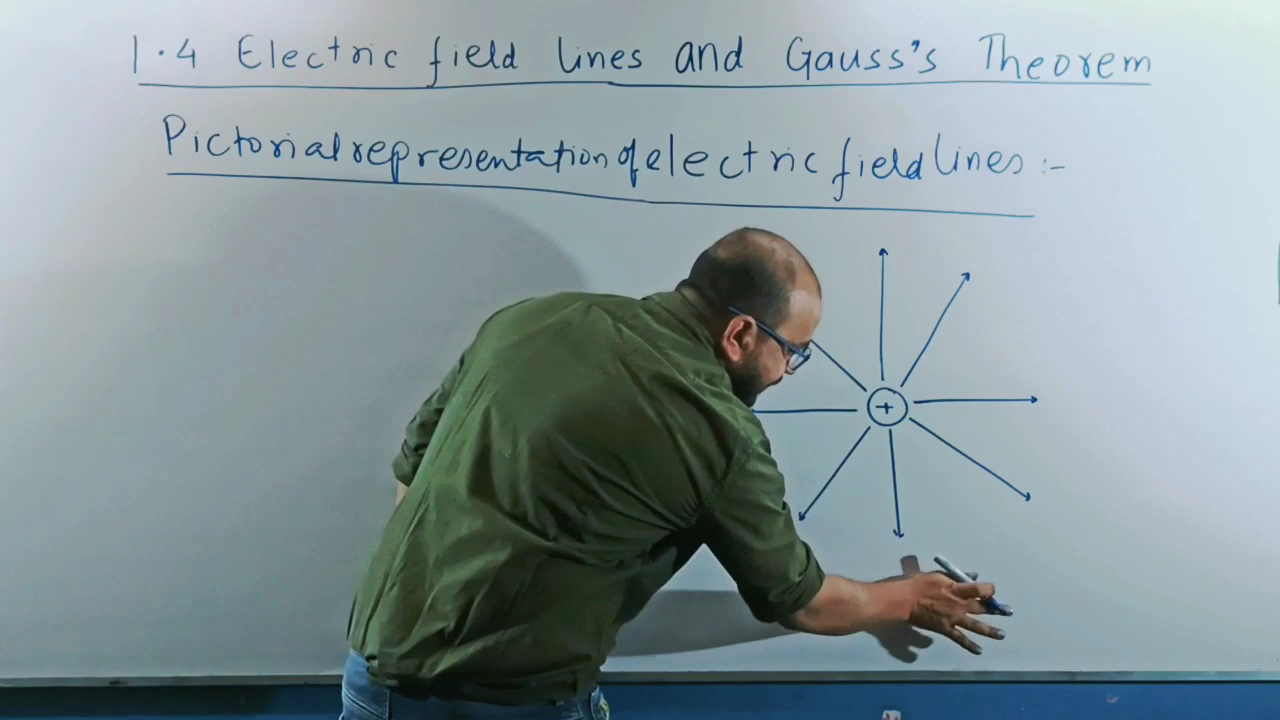 1.4 Electric field lines and Gauss's Theorem
Pictorial representation of electric field lines :-
+